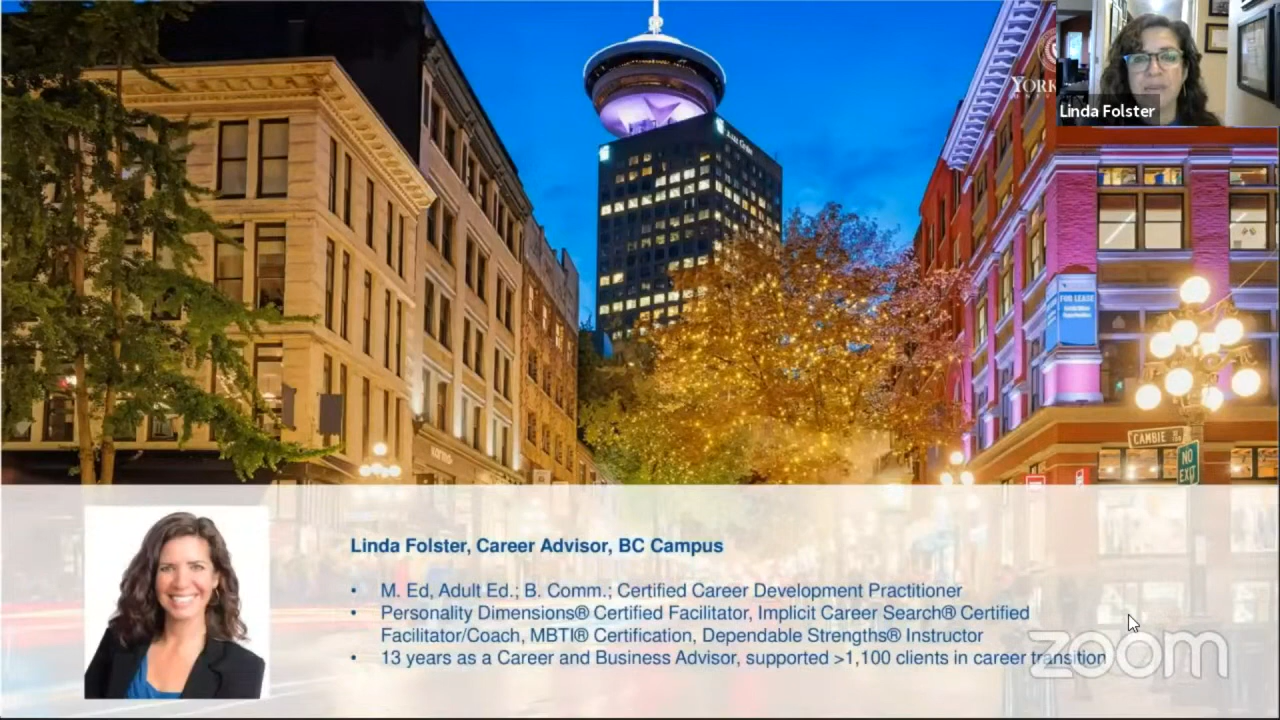 YORK
Linda Folster
FOR LEASE
CAMBIE ST
NO
EXIT
Linda Folster, Career Advisor, BC Campus
• M. Ed, Adult Ed.; B. Comm.; Certified Career Development Practitioner
• Personality Dimensions® Certified Facilitator, Implicit Career Search® Certified
Facilitator/Coach, MBTI® Certification, Dependable Strengths® Instructor
• 13 years as a Career and Business Advisor, supported >1,100 clients in career transition
zoom